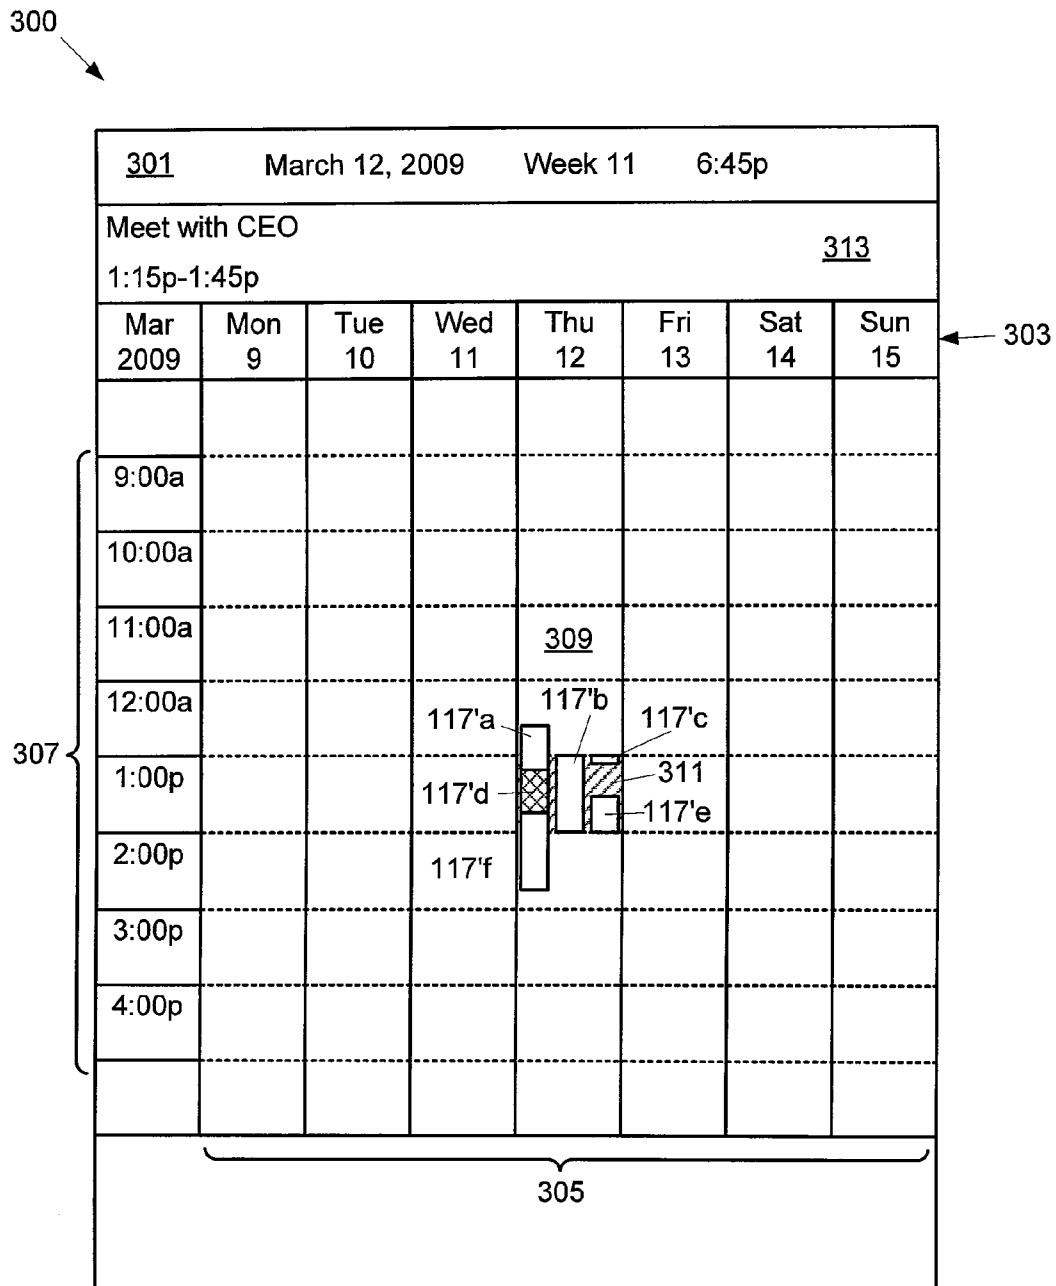 300
301 March 12, 2009 Week 11 6:45p
Meet with CEO
313
1:15p-1:45p
Mar Mon Tue Wed Thu Fri Sat Sun
303
2009 9 10 11 12 13 14 15
9:00a
10:00a
11:00a
309
12:00a
117'b
117'a
117'c
307
1:00p
311
117'd
117'e
2:00p
117'f
3:00p
4:00p
305